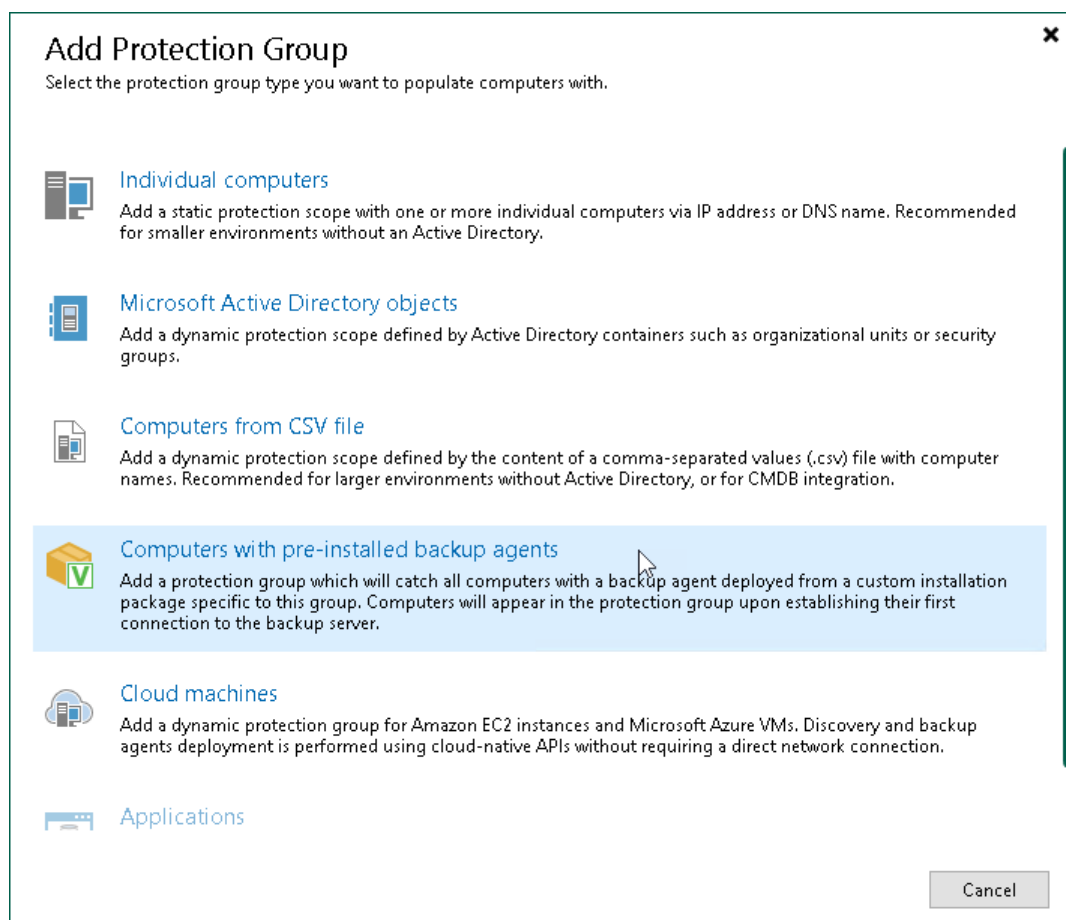 Add Protection Group
Select the protection group type you want to populate computers with.
Individual computers
Add a static protection scope with one or more individual computers via IP address or DNS name. Recommended
for smaller environments without an Active Directory.
Microsoft Active Directory objects
Add a dynamic protection scope defined by Active Directory containers such as organizational units or security
groups.
Computers from CSV file
Add a dynamic protection scope defined by the content of a comma-separated values (.csv) file with computer
names. Recommended for larger environments without Active Directory, or for CMDB integration.
Computers with pre-installed backup agents
Add a protection group which will catch all computers with a backup agent deployed from a custom installation
package specific to this group. Computers will appear in the protection group upon establishing their first
connection to the backup server.
V
Cloud machines
Add a dynamic protection group for Amazon EC2 instances and Microsoft Azure VMs. Discovery and backup
agents deployment is performed using cloud-native APIs without requiring a direct network connection.
Applications
Cancel